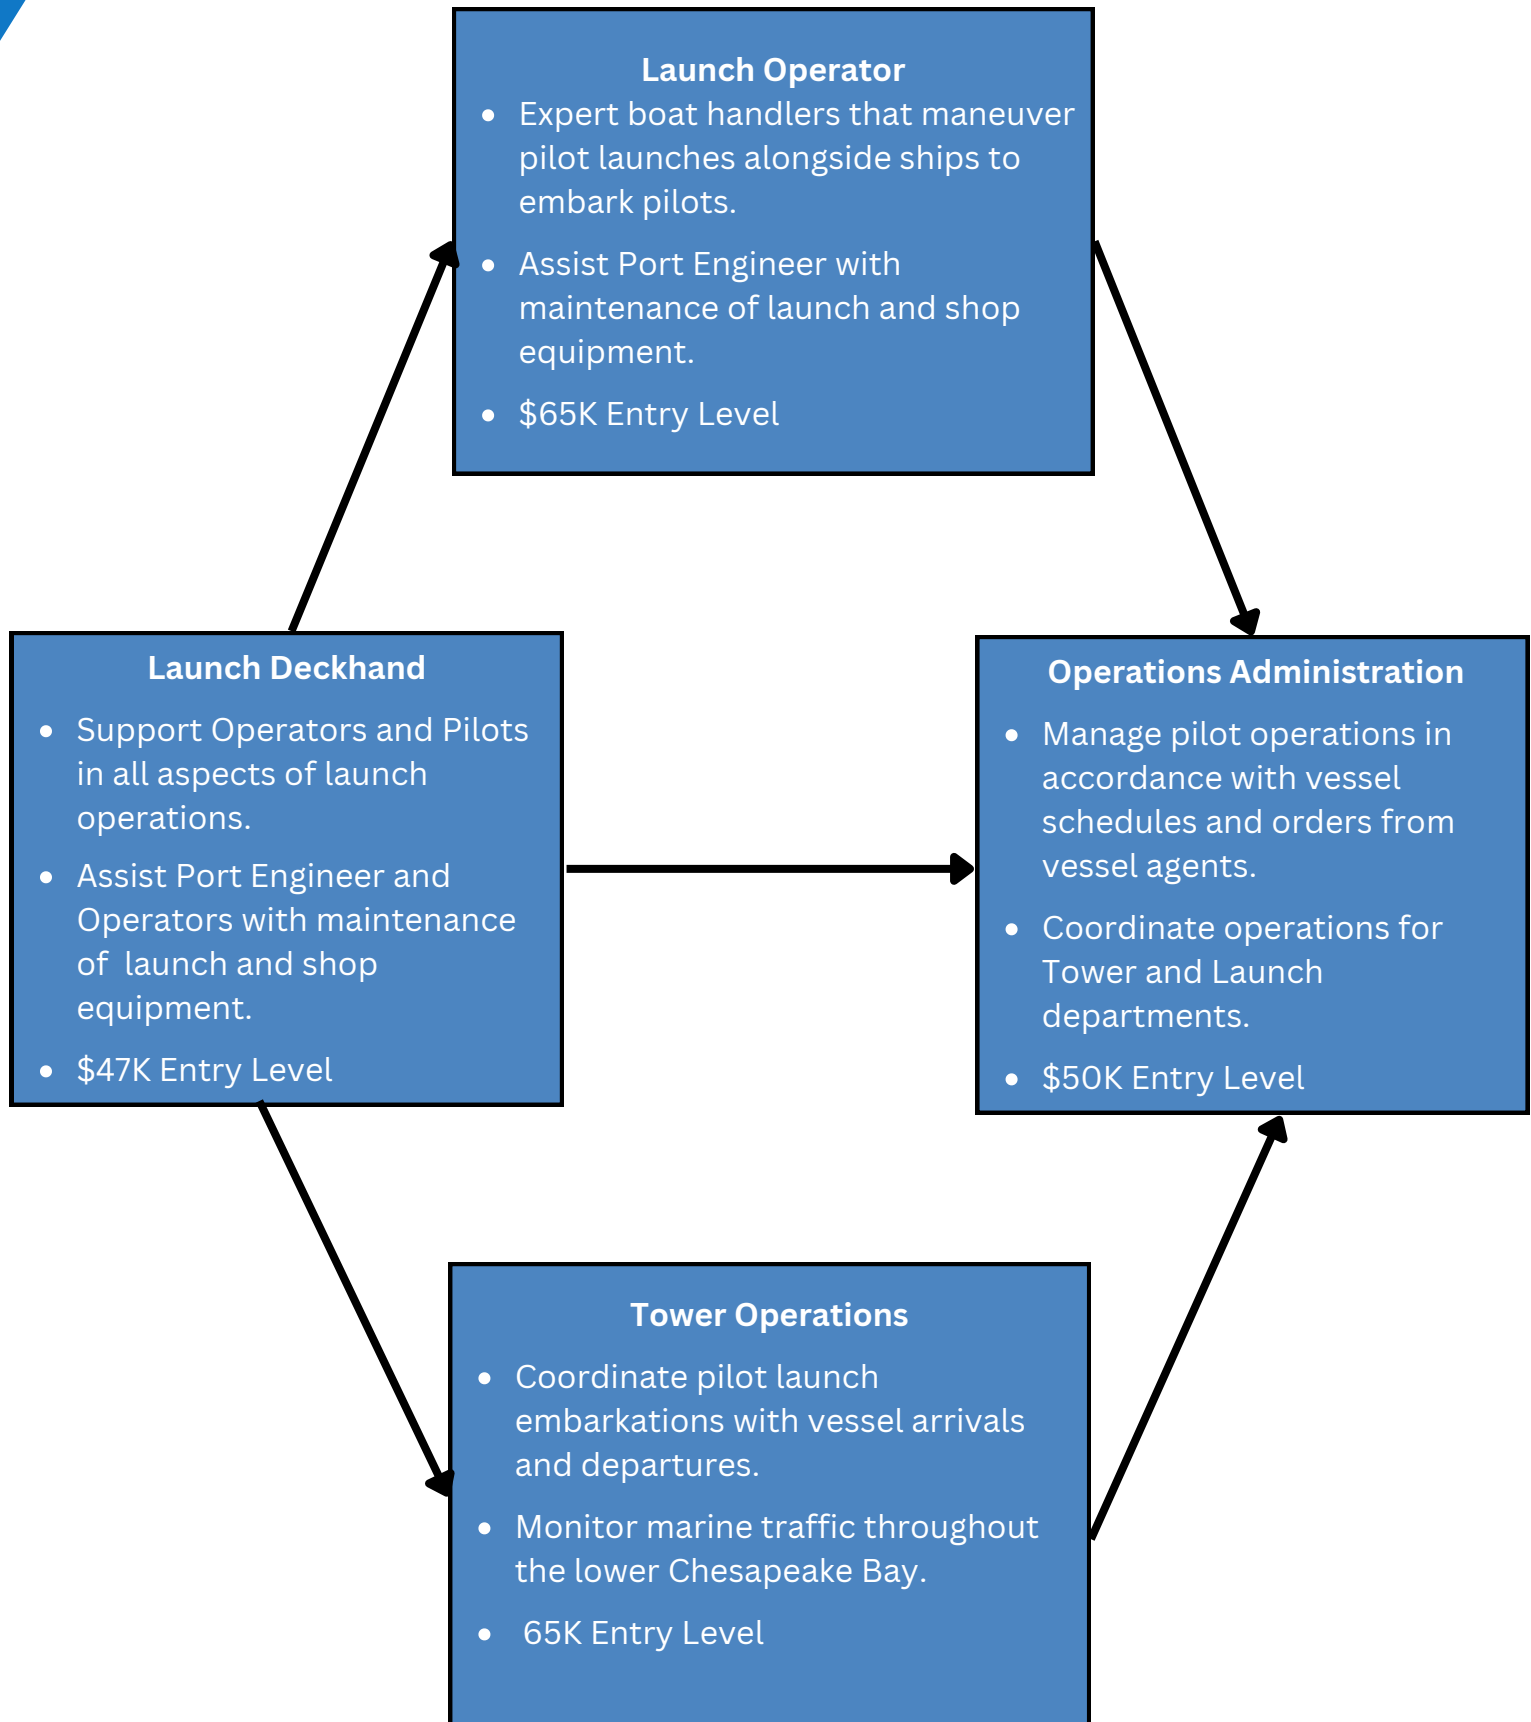 Launch Operator
• Expert boat handlers that maneuver
pilot launches alongside ships to
embark pilots.
• Assist Port Engineer with
maintenance of launch and shop
equipment.
• $65K Entry Level
Launch Deckhand
• Support Operators and Pilots
in all aspects of launch
operations.
• Assist Port Engineer and
Operators with maintenance
of  launch and shop
equipment.
• $47K Entry Level
Operations Administration
• Manage pilot operations in
accordance with vessel
schedules and orders from
vessel agents.
• Coordinate operations for
Tower and Launch
departments.
• $50K Entry Level
Tower Operations
• Coordinate pilot launch
embarkations with vessel arrivals
and departures.
• Monitor marine traffic throughout
the lower Chesapeake Bay.
• 65K Entry Level